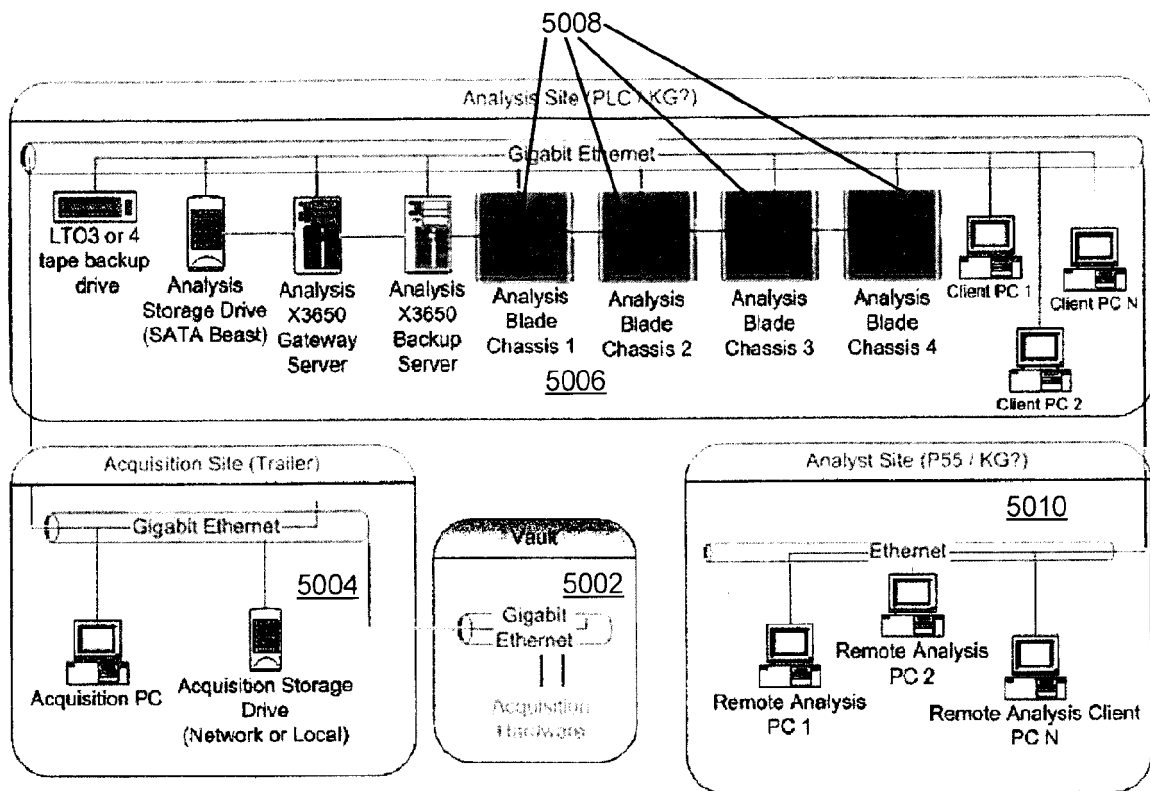 5008
Analysis Site (PLC / KG?)
Gigabit Ethernet
LTO3 or 4
tape backup
drive
Analysis
Storage Drive
(SATA Beast)
Analysis
X3650
Gateway
Server
Analysis
X3650
Backup
Server
Analysis
Blade
Chassis 1
Analysis
Blade
Chassis 2
Analysis
Blade
Chassis 3
Analysis
Blade
Chassis 4
Client PC 1
Client PC N
Client PC 2
5006
Acquisition Site (Trailer)
Gigabit Ethernet
5004
Acquisition PC
Acquisition Storage
Drive
(Network or Local)
Vault
5002
Gigabit
Ethernet
Acquisition
Hardware
Analyst Site (P55 / KG?)
5010
Ethernet
Remote Analysis
PC 1
Remote Analysis
PC 2
Remote Analysis Client
PC N